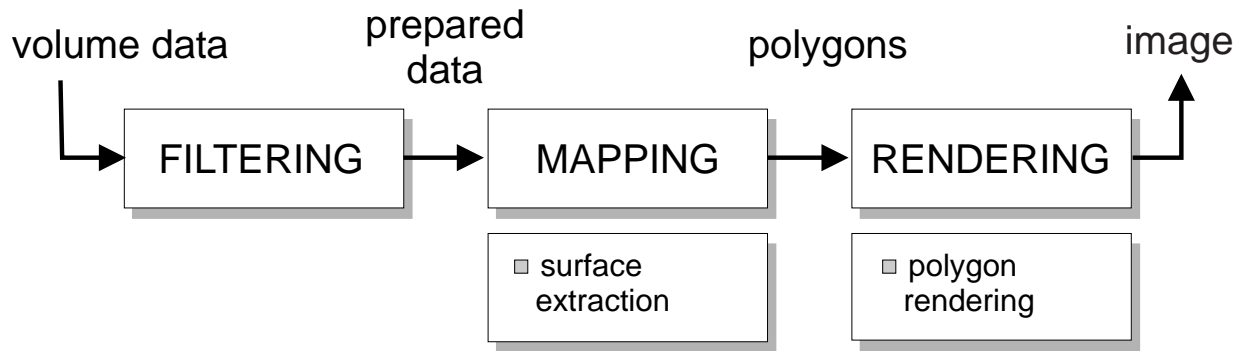 volume data
prepared
data
polygons
image
FILTERING
MAPPING
RENDERING
surface
extraction
polygon
rendering